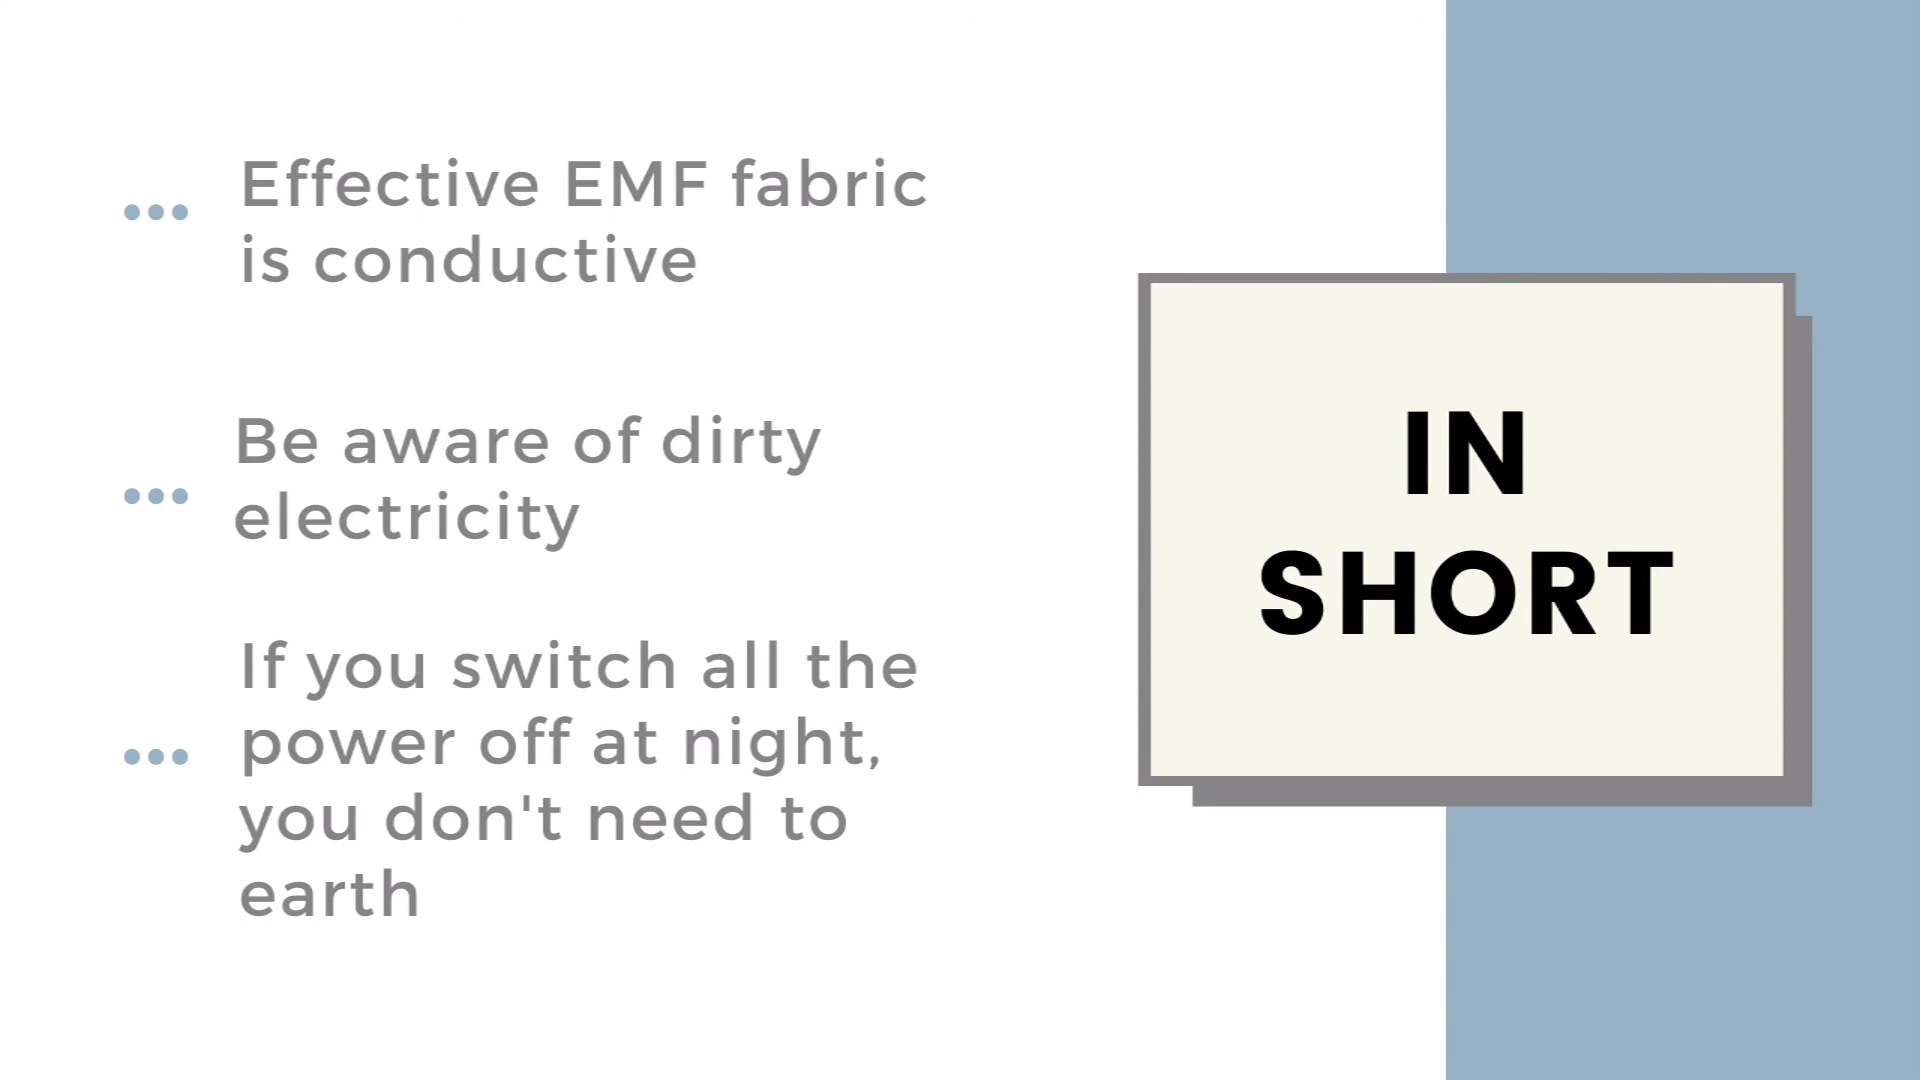 Effective EMF fabric
is conductive
Be aware of dirty
electricity
If you switch all the
power off at night,
you don't need to
earth
IN
SHORT